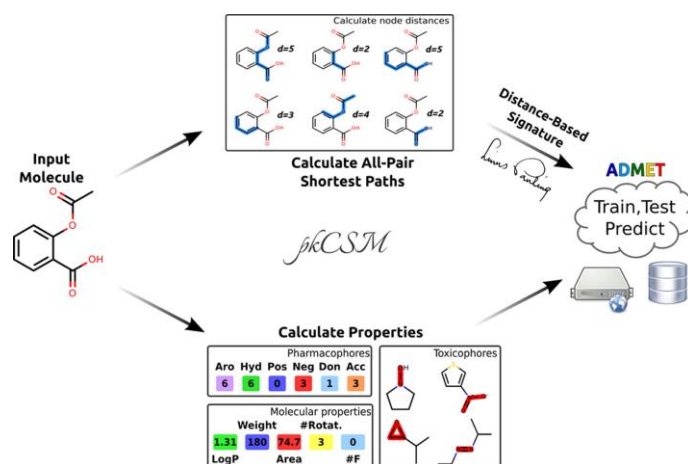 Calculate node distances
d=5
d=2
d=5
d=3
d=4
d=2
Calculate All-Pair
Shortest Paths
Input
Molecule
O
O
OH
O
Distance-Based
Signature
Linus Pauling
pkCSM
ADMET
Train,Test
Predict
Calculate Properties
Pharmacophores
Aro Hyd Pos Neg Don Acc
6 6 0 3 1 3
Molecular properties
Weight #Rotat.
1.31 180 74.7 3 0
LogP Area #F
Toxicophores